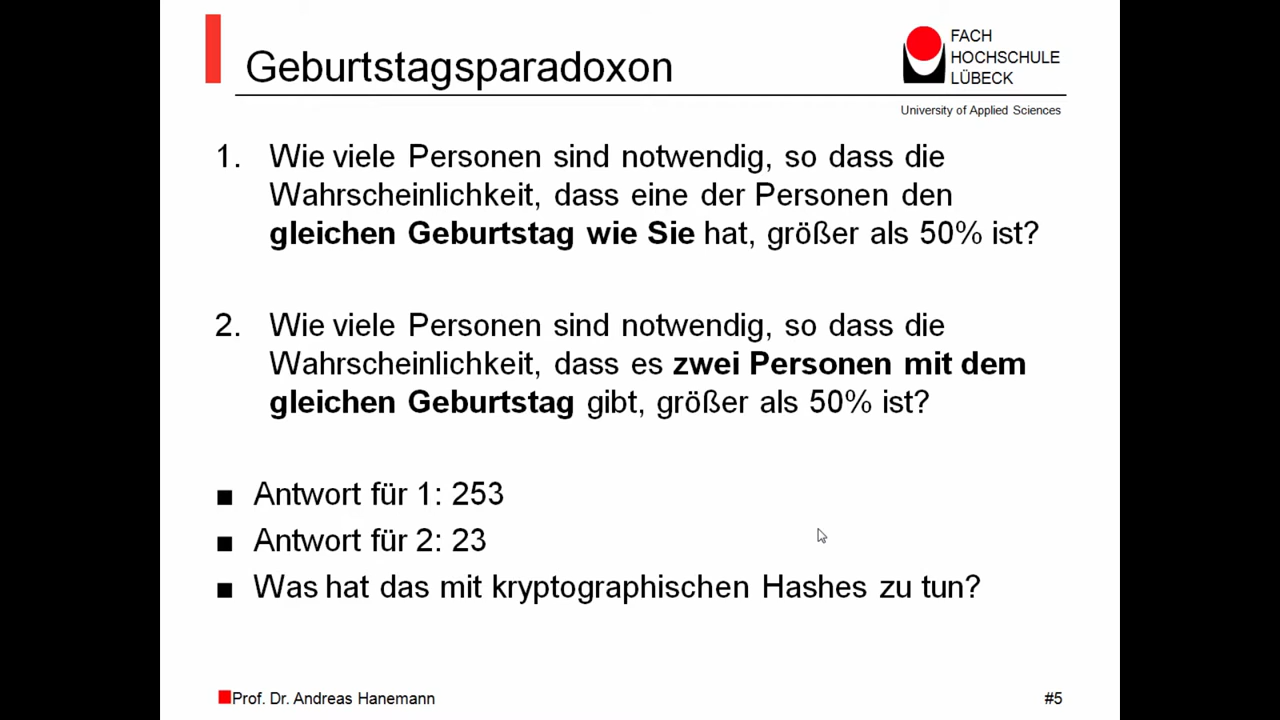 Geburtstagsparadoxon
FACH
HOCHSCHULE
LÜBECK
University of Applied Sciences
1. Wie viele Personen sind notwendig, so dass die
Wahrscheinlichkeit, dass eine der Personen den
gleichen Geburtstag wie Sie hat, größer als 50% ist?
2. Wie viele Personen sind notwendig, so dass die
Wahrscheinlichkeit, dass es zwei Personen mit dem
gleichen Geburtstag gibt, größer als 50% ist?
■ Antwort für 1: 253
■ Antwort für 2: 23
■ Was hat das mit kryptographischen Hashes zu tun?
Prof. Dr. Andreas Hanemann
#5